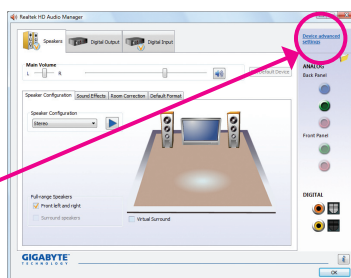 Realtek HD Audio Manager
Speakers
Digital Output
Digital Input
Device advanced
settings
Main Volume
L
R
Default Device
ANALOG
Back Panel
Speaker Configuration
Sound Effects
Room Correction
Default Format
Speaker Configuration
Stereo
Front Panel
Full-range Speakers
Front left and right
Surround speakers
Virtual Surround
DIGITAL
GIGABYTE
TECHNOLOGY
OK